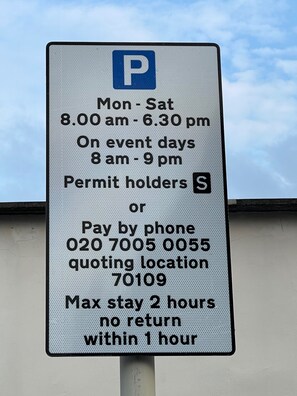 P
Mon - Sat
8.00 am - 6.30 pm
On event days
8 am - 9 pm
Permit holders S
or
Pay by phone
020 7005 0055
quoting location
70109
Max stay 2 hours
no return
within 1 hour